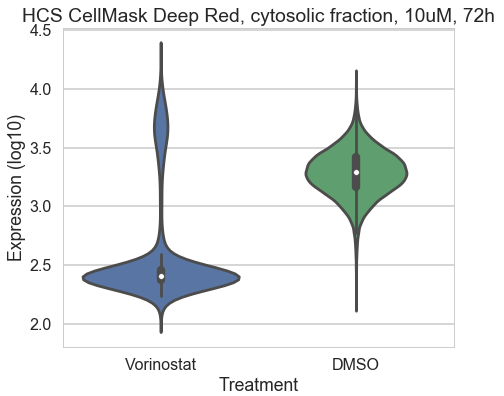 HCS CellMask Deep Red, cytosolic fraction, 10uM, 72h
Expression (log10)
4.5
4.0
3.5
3.0
2.5
2.0
Vorinostat DMSO
Treatment